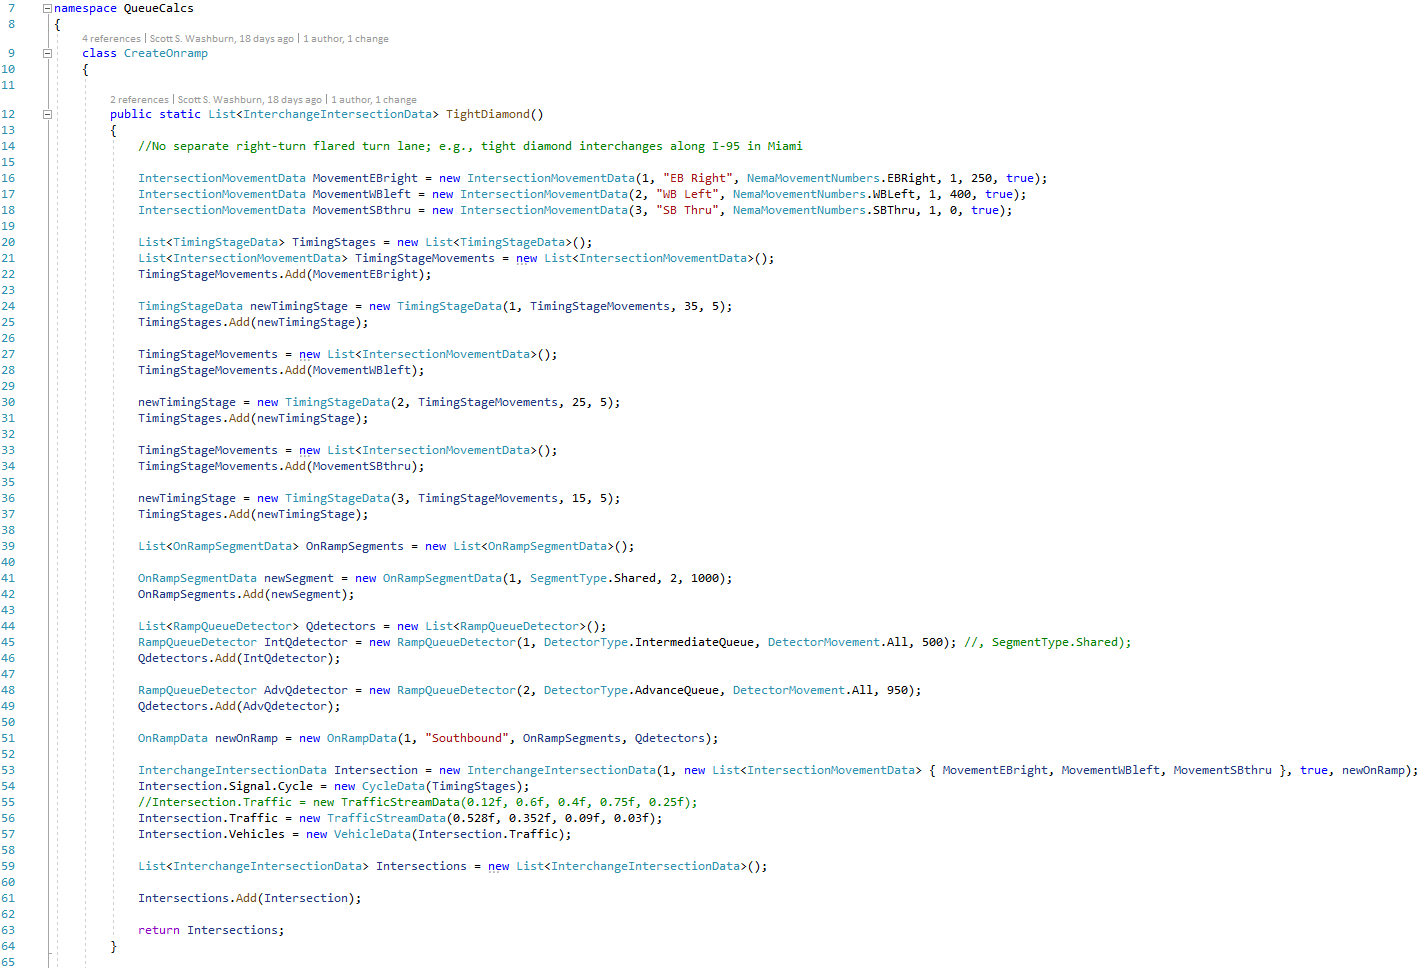 7 namespace QueueCalcs
8 {
4 references | Scott S. Washburn, 18 days ago | 1 author, 1 change
9 class CreateOnramp
10 {
11
2 references | Scott S. Washburn, 18 days ago | 1 author, 1 change
12 public static List<InterchangeIntersectionData> TightDiamond()
13 {
14 //No separate right-turn flared turn lane; e.g., tight diamond interchanges along I-95 in Miami
15
16 IntersectionMovementData MovementEBright = new IntersectionMovementData(1, "EB Right", NemaMovementNumbers.EBRight, 1, 250, true);
17 IntersectionMovementData MovementWBleft = new IntersectionMovementData(2, "WB Left", NemaMovementNumbers.WBLeft, 1, 400, true);
18 IntersectionMovementData MovementSBthru = new IntersectionMovementData(3, "SB Thru", NemaMovementNumbers.SBThru, 1, 0, true);
19
20 List<TimingStageData> TimingStages = new List<TimingStageData>();
21 List<IntersectionMovementData> TimingStageMovements = new List<IntersectionMovementData>();
22 TimingStageMovements.Add(MovementEBright);
23
24 TimingStageData newTimingStage = new TimingStageData(1, TimingStageMovements, 35, 5);
25 TimingStages.Add(newTimingStage);
26
27 TimingStageMovements = new List<IntersectionMovementData>();
28 TimingStageMovements.Add(MovementWBleft);
29
30 newTimingStage = new TimingStageData(2, TimingStageMovements, 25, 5);
31 TimingStages.Add(newTimingStage);
32
33 TimingStageMovements = new List<IntersectionMovementData>();
34 TimingStageMovements.Add(MovementSBthru);
35
36 newTimingStage = new TimingStageData(3, TimingStageMovements, 15, 5);
37 TimingStages.Add(newTimingStage);
38
39 List<OnRampSegmentData> OnRampSegments = new List<OnRampSegmentData>();
40
41 OnRampSegmentData newSegment = new OnRampSegmentData(1, SegmentType.Shared, 2, 1000);
42 OnRampSegments.Add(newSegment);
43
44 List<RampQueueDetector> Qdetectors = new List<RampQueueDetector>();
45 RampQueueDetector IntQdetector = new RampQueueDetector(1, DetectorType.IntermediateQueue, DetectorMovement.All, 500); //, SegmentType.Shared);
46 Qdetectors.Add(IntQdetector);
47
48 RampQueueDetector AdvQdetector = new RampQueueDetector(2, DetectorType.AdvanceQueue, DetectorMovement.All, 950);
49 Qdetectors.Add(AdvQdetector);
50
51 OnRampData newOnRamp = new OnRampData(1, "Southbound", OnRampSegments, Qdetectors);
52
53 InterchangeIntersectionData Intersection = new InterchangeIntersectionData(1, new List<IntersectionMovementData> { MovementEBright, MovementWBleft, MovementSBthru }, true, newOnRamp);
54 Intersection.Signal.Cycle = new CycleData(TimingStages);
55 //Intersection.Traffic = new TrafficStreamData(0.12f, 0.6f, 0.4f, 0.75f, 0.25f);
56 Intersection.Traffic = new TrafficStreamData(0.528f, 0.352f, 0.09f, 0.03f);
57 Intersection.Vehicles = new VehicleData(Intersection.Traffic);
58
59 List<InterchangeIntersectionData> Intersections = new List<InterchangeIntersectionData>();
60
61 Intersections.Add(Intersection);
62
63 return Intersections;
64 }
65